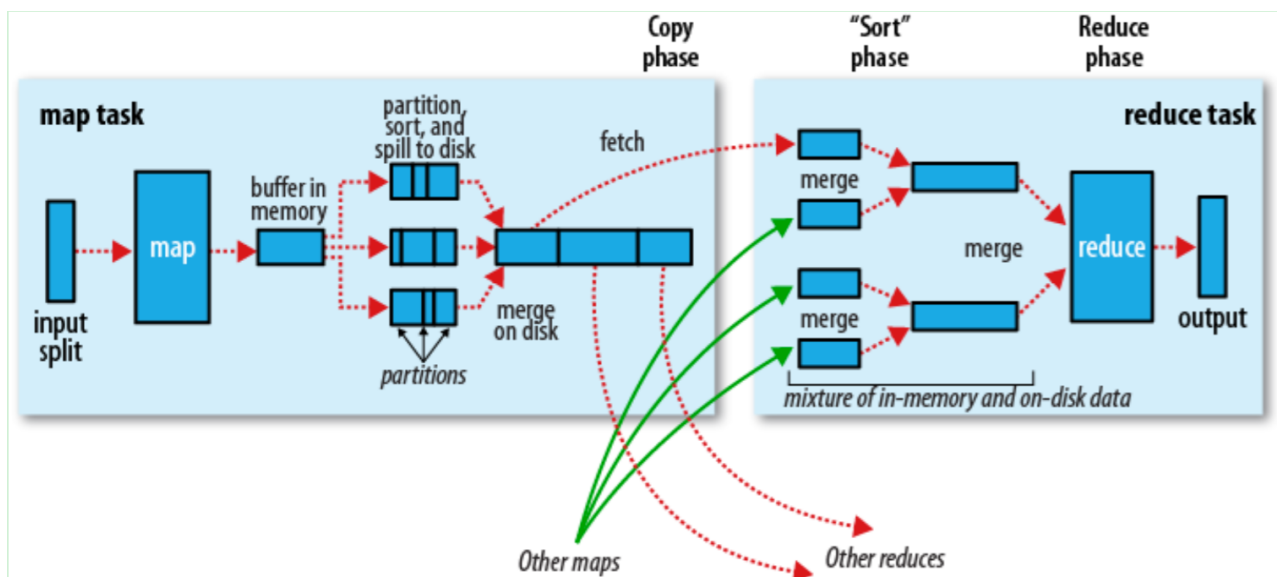 Copy
phase
“Sort”
phase
Reduce
phase
map task
partition,
sort, and
spill to disk
fetch
buffer in
memory
map
input
split
merge
on disk
partitions
reduce task
merge
merge
merge
reduce
output
mixture of in-memory and on-disk data
Other maps
Other reduces